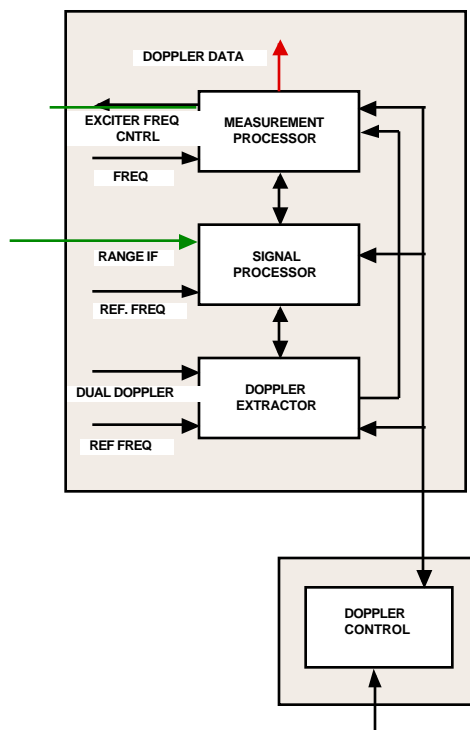 DOPPLER DATA
EXCITER FREQ
CNTRL
MEASUREMENT
PROCESSOR
FREQ
RANGE IF
SIGNAL
PROCESSOR
REF. FREQ
DUAL DOPPLER
DOPPLER
EXTRACTOR
REF FREQ
DOPPLER
CONTROL